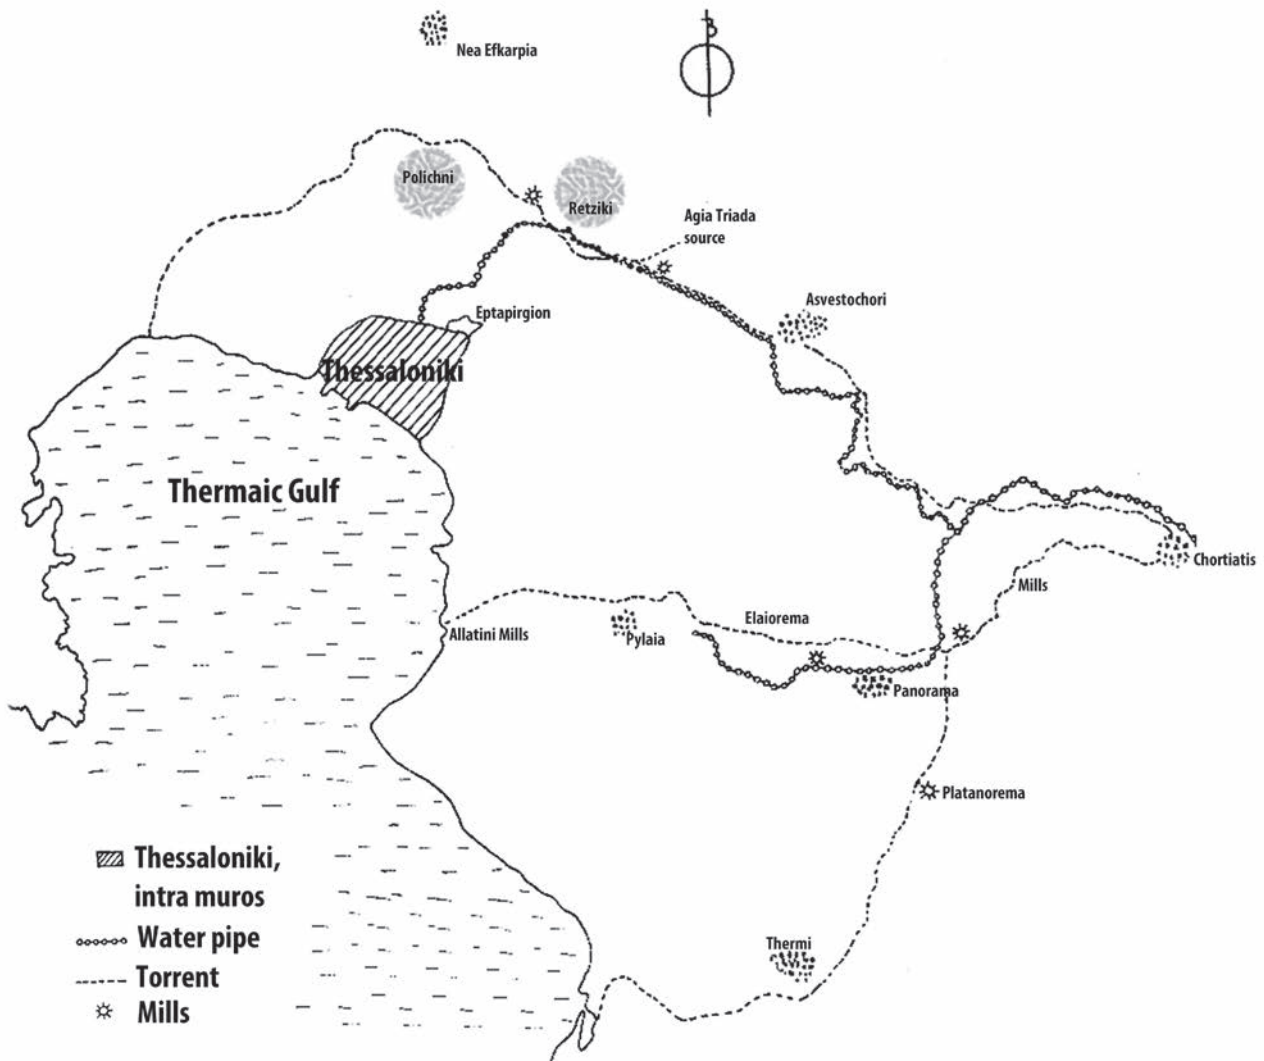 Nea Efkarpia
Polichni
Retziki
Agia Triada
source
Asvestochori
Eptapirgion
Thessaloniki
Thermaic Gulf
Chortiatis
Mills
Elaiorema
Allatini Mills
Pylaia
Panorama
Platanorema
Thessaloniki,
intra muros
Water pipe
Thermi
Torrent
Mills